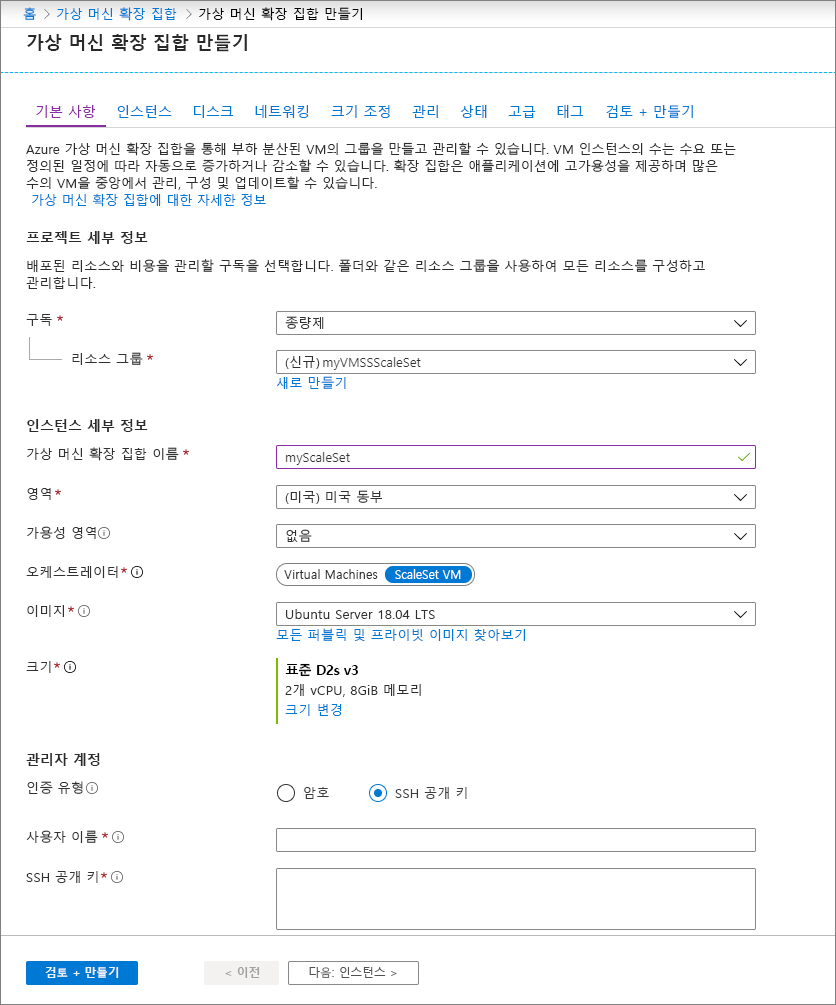 홈 > 가상 머신 확장 집합 > 가상 머신 확장 집합 만들기
가상 머신 확장 집합 만들기
기본 사항 인스턴스 디스크 네트워킹 크기 조정 관리 상태 고급 태그 검토 + 만들기
Azure 가상 머신 확장 집합을 통해 부하 분산된 VM의 그룹을 만들고 관리할 수 있습니다. VM 인스턴스의 수는 수요 또는
정의된 일정에 따라 자동으로 증가하거나 감소할 수 있습니다. 확장 집합은 애플리케이션에 고가용성을 제공하며 많은
수의 VM을 중앙에서 관리, 구성 및 업데이트할 수 있습니다.
가상 머신 확장 집합에 대한 자세한 정보
프로젝트 세부 정보
배포된 리소스와 비용을 관리할 구독을 선택합니다. 폴더와 같은 리소스 그룹을 사용하여 모든 리소스를 구성하고
관리합니다.
구독 * 종량제
리소스 그룹 * (신규) myVMSSScaleSet
새로 만들기
인스턴스 세부 정보
가상 머신 확장 집합 이름 * myScaleSet
영역* (미국) 미국 동부
가용성 영역 없음
오케스트레이터* Virtual Machines ScaleSet VM
이미지* Ubuntu Server 18.04 LTS
모든 퍼블릭 및 프라이빗 이미지 찾아보기
크기* 표준 D2s v3
2개 vCPU, 8GiB 메모리
크기 변경
관리자 계정
인증 유형 암호 SSH 공개 키
사용자 이름 *
SSH 공개 키*
검토 + 만들기 < 이전 다음: 인스턴스 >